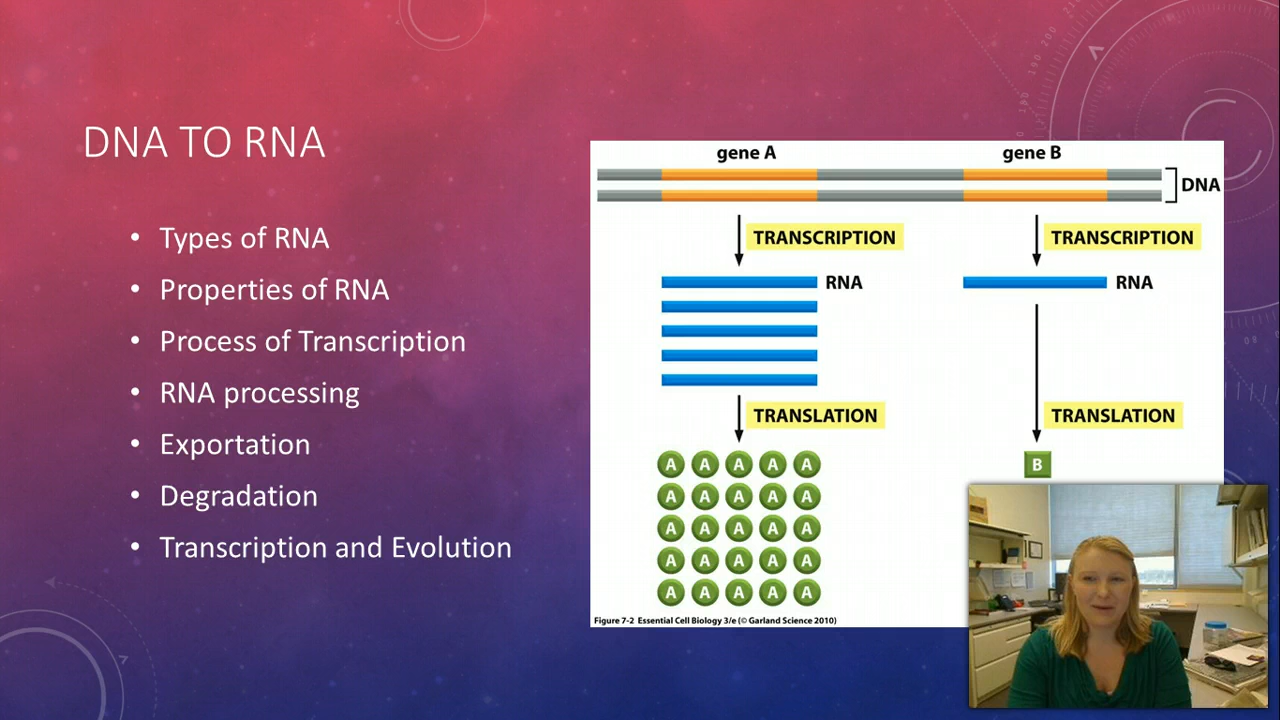 DNA TO RNA
• Types of RNA
• Properties of RNA
• Process of Transcription
• RNA processing
• Exportation
• Degradation
• Transcription and Evolution
gene A
gene B
DNA
TRANSCRIPTION
TRANSCRIPTION
RNA
RNA
TRANSLATION
TRANSLATION
A A A A A
B
A A A A A
A A A A A
A A A A A
A A A A A
Figure 7-2 Essential Cell Biology 3/e (© Garland Science 2010)